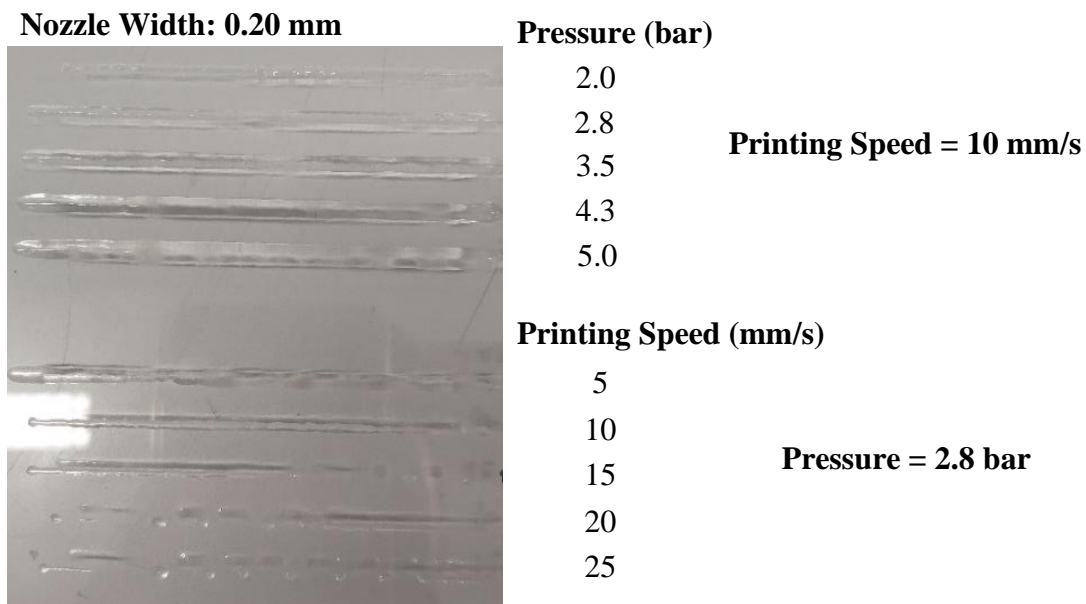 Nozzle Width: 0.20 mm
Pressure (bar)
2.0
2.8
3.5
4.3
5.0
Printing Speed = 10 mm/s
Printing Speed (mm/s)
5
10
15
20
25
Pressure = 2.8 bar